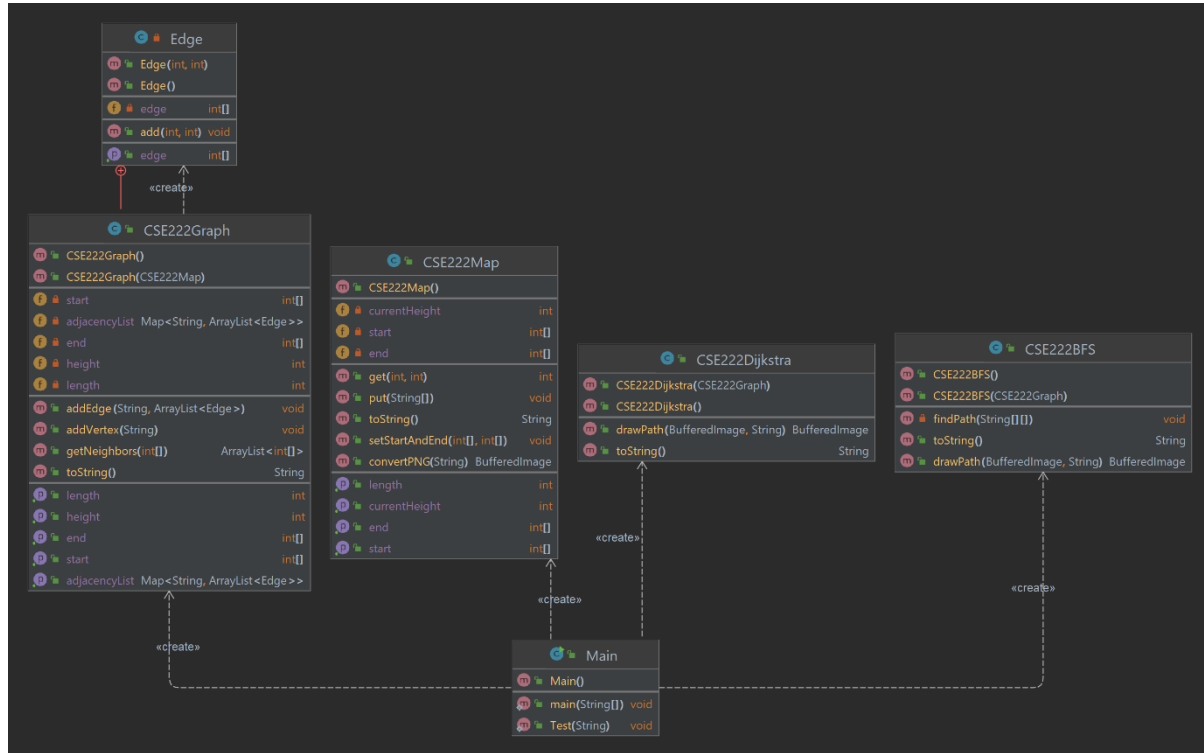 Edge
Edge(int, int)
Edge()
edge int[]
add(int, int) void
edge int[]
«create»
CSE222Graph
CSE222Graph()
CSE222Graph(CSE222Map)
start int[]
adjacencyList Map<String, ArrayList<Edge>>
end int[]
height int
length int
addEdge(String, ArrayList<Edge>) void
addVertex(String) void
getNeighbors(int[]) ArrayList<int[]>
toString() String
length int
height int
end int[]
start int[]
adjacencyList Map<String, ArrayList<Edge>>
CSE222Map
CSE222Map()
currentHeight int
start int[]
end int[]
get(int, int) int
put(String[]) void
toString() String
setStartAndEnd(int[], int[]) void
convertPNG(String) BufferedImage
length int
currentHeight int
end int[]
start int[]
CSE222Dijkstra
CSE222Dijkstra(CSE222Graph)
CSE222Dijkstra()
drawPath(BufferedImage, String) BufferedImage
toString() String
CSE222BFS
CSE222BFS()
CSE222BFS(CSE222Graph)
findPath(String[][]) void
toString() String
drawPath(BufferedImage, String) BufferedImage
«create»
«create»
«create»
«create»
Main
Main()
main(String[]) void
Test(String) void